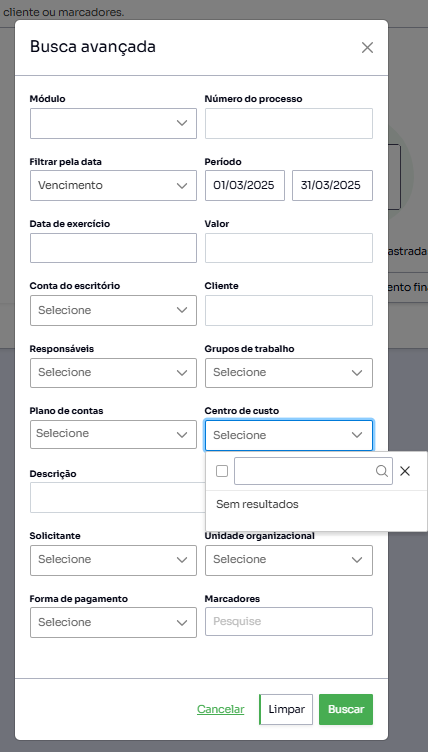 cliente ou marcadores.
Busca avançada
Módulo
Número do processo
Filtrar pela data
Período
Vencimento
01/03/2025
31/03/2025
Data de exercício
Valor
Conta do escritório
Cliente
Selecione
Responsáveis
Grupos de trabalho
Selecione
Selecione
Plano de contas
Centro de custo
Selecione
Selecione
Descrição
Sem resultados
Solicitante
Unidade organizacional
Selecione
Selecione
Forma de pagamento
Marcadores
Selecione
Pesquise
Cancelar
Limpar
Buscar